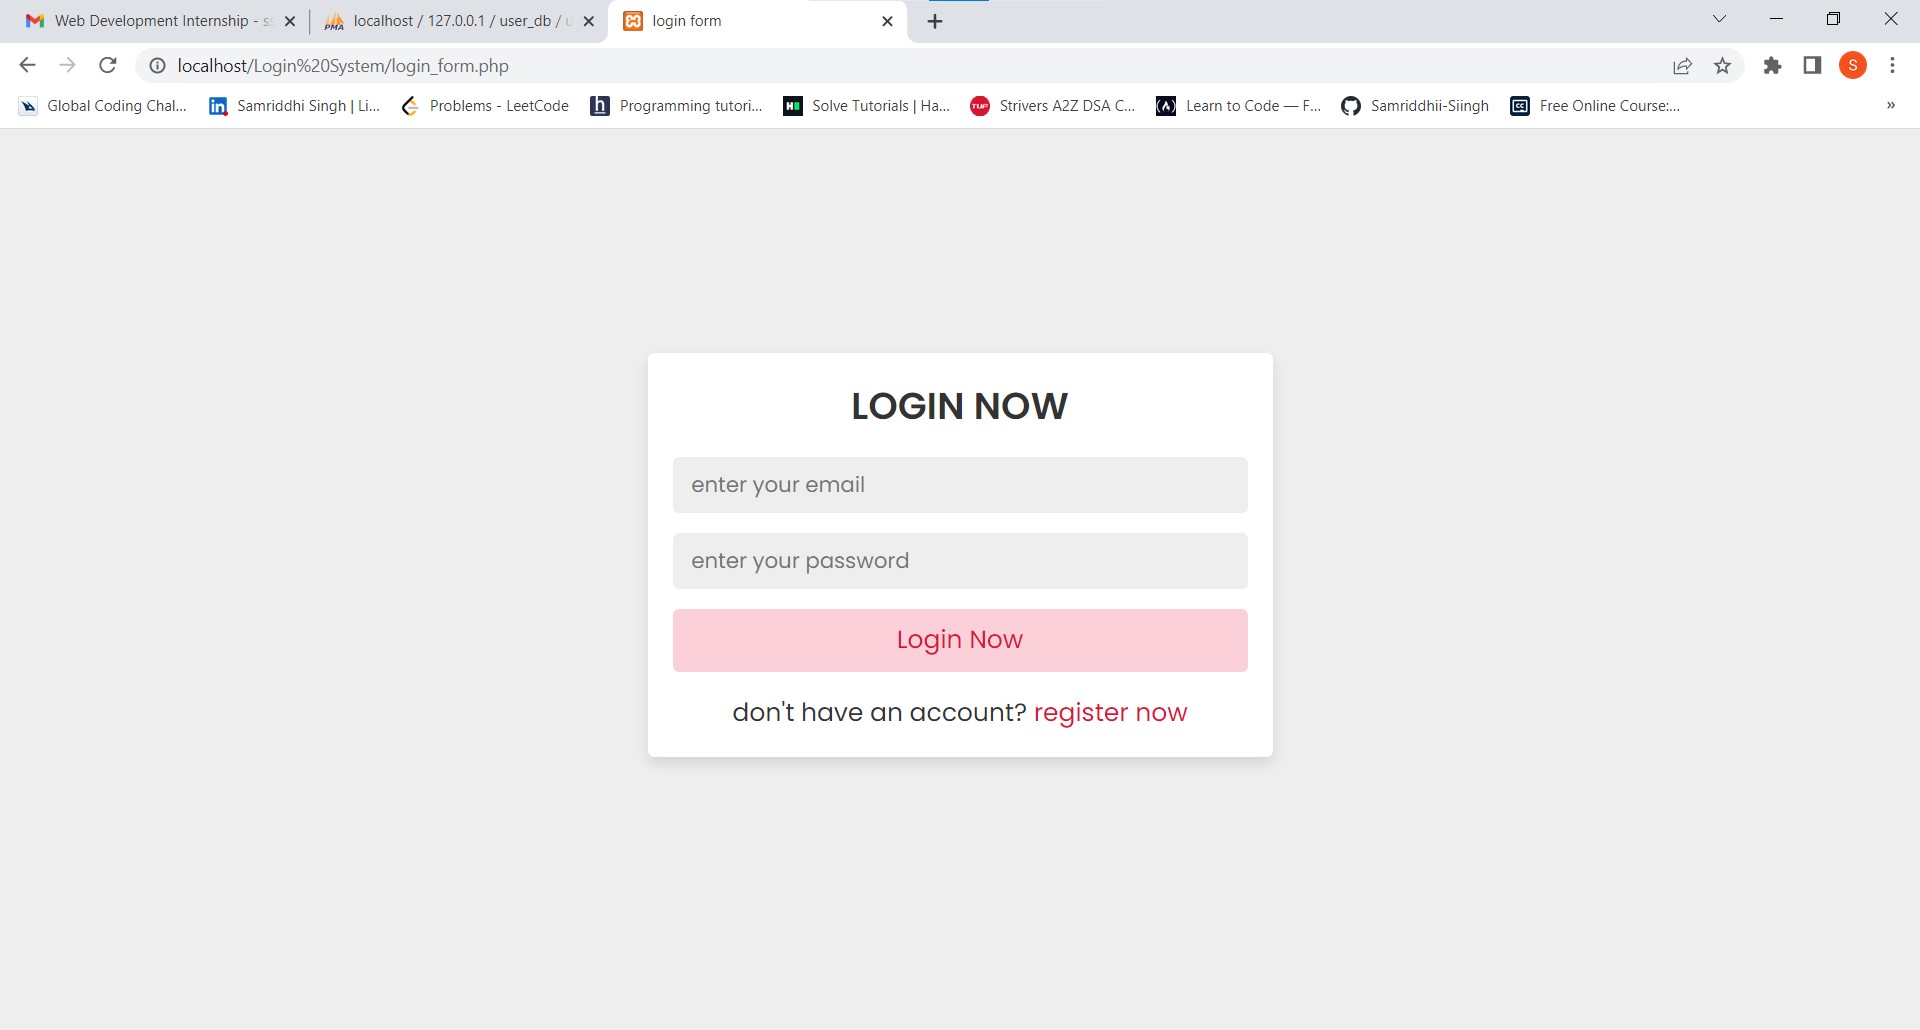 Web Development Internship - ss
localhost / 127.0.0.1 / user_db / u
login form
localhost/Login%20System/login_form.php
S
Global Coding Chal...
Samriddhi Singh | Li...
Problems - LeetCode
Programming tutori...
Solve Tutorials | Ha...
Strivers A2Z DSA C...
Learn to Code — F...
Samriddhii-Siingh
Free Online Course:...
»
LOGIN NOW
enter your email
enter your password
Login Now
don't have an account? register now